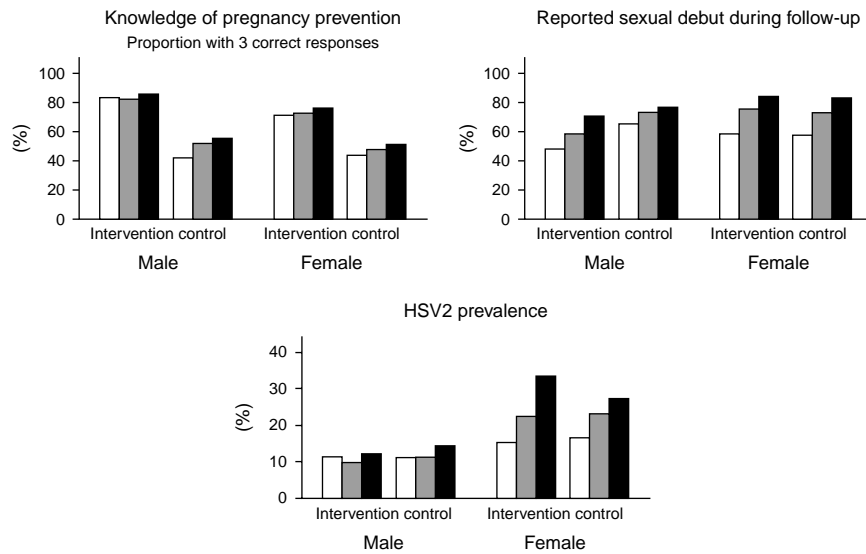 Knowledge of pregnancy prevention
Proportion with 3 correct responses
(%)
100
80
60
40
20
0
Intervention control
Intervention control
Male
Female
Reported sexual debut during follow-up
(%)
100
80
60
40
20
0
Intervention control
Intervention control
Male
Female
HSV2 prevalence
(%)
40
30
20
10
0
Intervention control
Intervention control
Male
Female